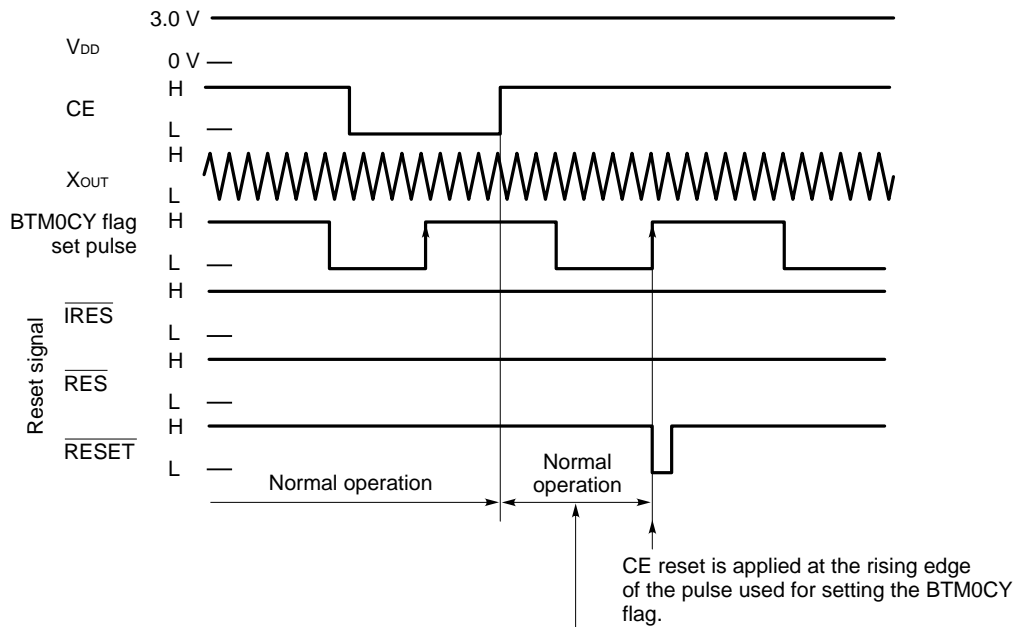 3.0 V
VDD
0 V
H
CE
L
H
XOUT
L
BTM0CY flag
set pulse
H
L
Reset signal
H
IRES
L
H
RES
L
H
RESET
L
Normal operation
Normal
operation
CE reset is applied at the rising edge
of the pulse used for setting the BTM0CY
flag.